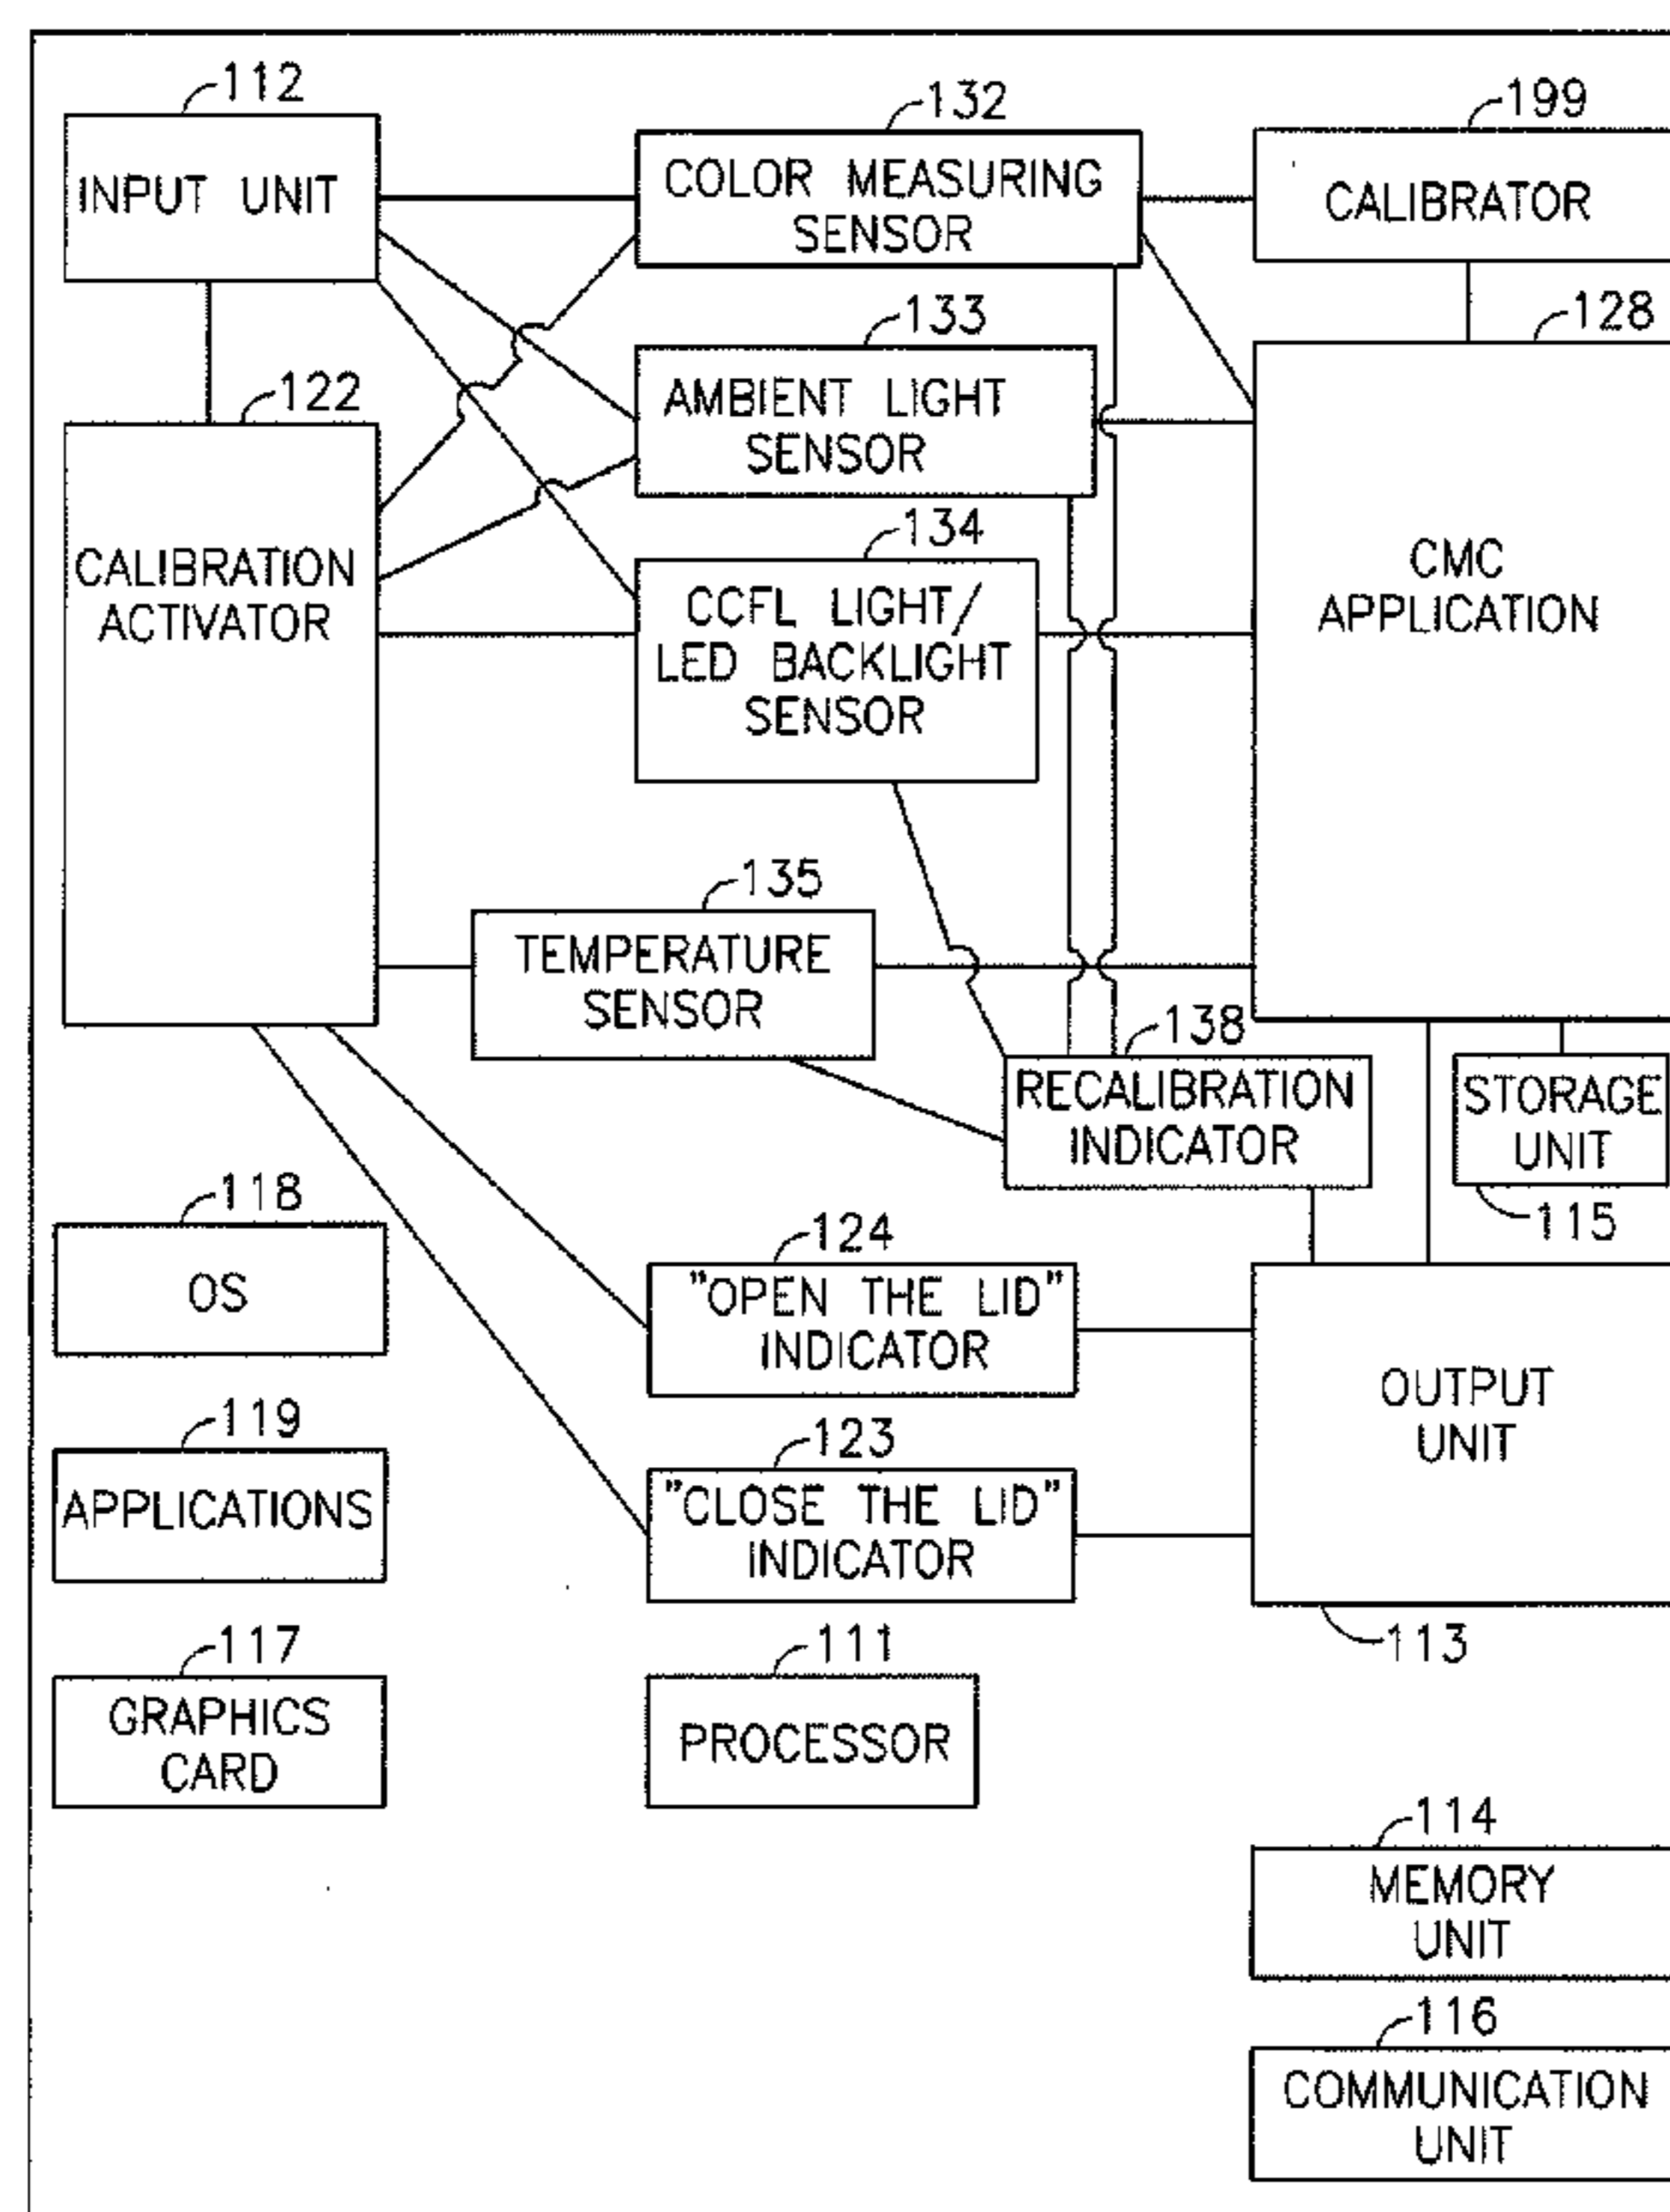 112
INPUT UNIT
132
COLOR MEASURING
SENSOR
199
CALIBRATOR
133
AMBIENT LIGHT
SENSOR
128
CMC
APPLICATION
122
CALIBRATION
ACTIVATOR
134
CCFL LIGHT/
LED BACKLIGHT
SENSOR
135
TEMPERATURE
SENSOR
138
RECALIBRATION
INDICATOR
STORAGE
UNIT
115
118
OS
124
"OPEN THE LID"
INDICATOR
OUTPUT
UNIT
113
119
APPLICATIONS
123
"CLOSE THE LID"
INDICATOR
117
GRAPHICS
CARD
111
PROCESSOR
114
MEMORY
UNIT
116
COMMUNICATION
UNIT